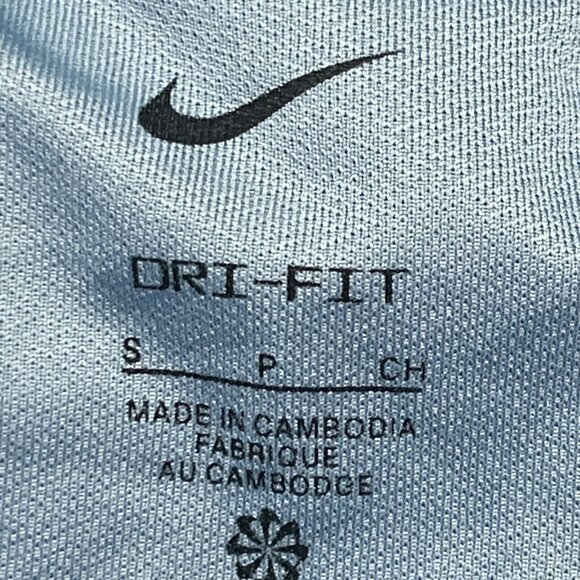 DRI-FIT
S P CH
MADE IN CAMBODIA
FABRIQUE
AU CAMBODGE